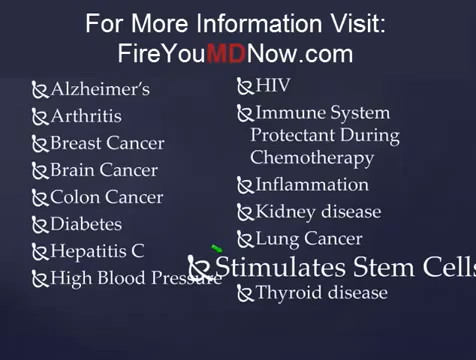 For More Information Visit:
FireYouMDNow.com
Alzheimer's
Arthritis
Breast Cancer
Brain Cancer
Colon Cancer
Diabetes
Hepatitis C
High Blood Pressure
HIV
Immune System
Protectant During
Chemotherapy
Inflammation
Kidney disease
Lung Cancer
Stimulates Stem Cells
Thyroid disease